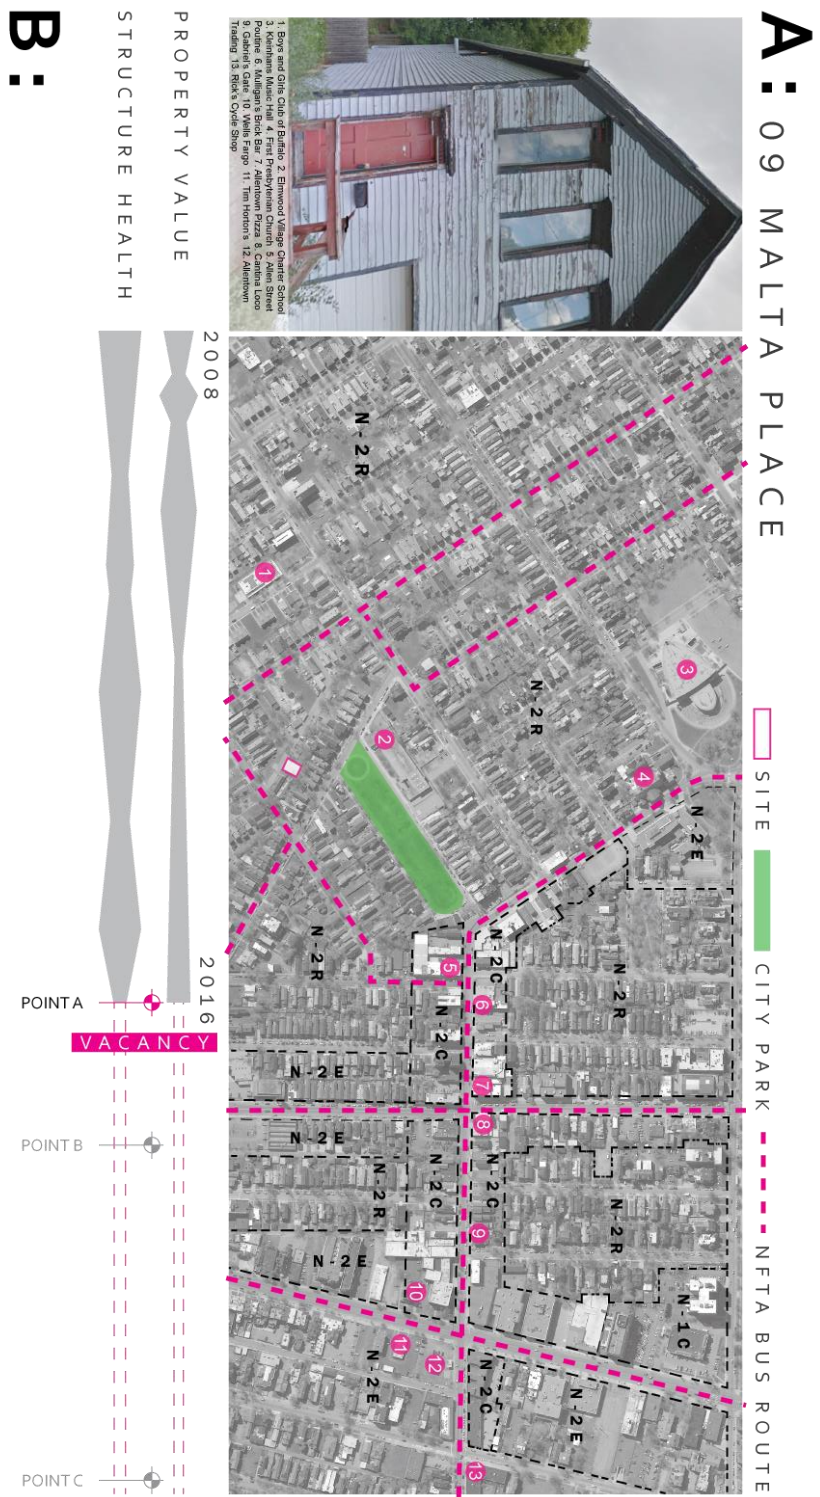 A: 09 MALTA PLACE
SITE
CITY PARK
NFTA BUS ROUTE
1. Boys and Girls Club of Buffalo 2. Elmwood Village Charter School
3. Kleinhans Music Hall 4. First Presbyterian Church 5. Allen Street
Poutine 6. Mulligan's Brick Bar 7. Allentown Pizza 8. Cantina Loco
9. Gabriel's Gate 10. Wells Fargo 11. Tim Horton's 12. Allentown
Trading 13. Rick's Cycle Shop
N-2R
1
3
N-2R
2
4
N-2E
N-2C
N-2R
N-2R
5
6
N-2C
N-2E
7
8
N-2E
N-2C
N-2C
N-2R
N-2R
9
N-2E
10
N-1C
11
12
N-2E
N-2C
N-2E
13
B:
PROPERTY VALUE
STRUCTURE HEALTH
2008
2016
POINT A
VACANCY
POINT B
POINT C